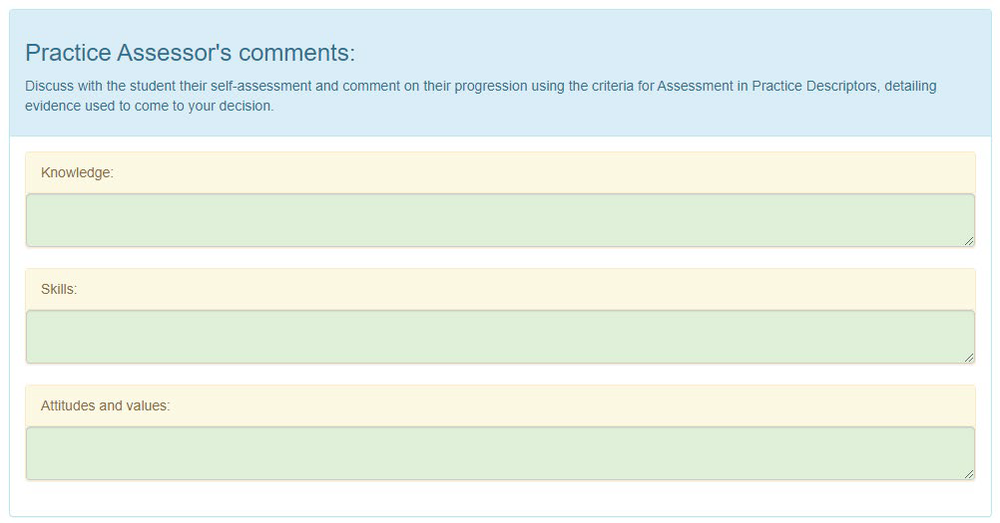 Practice Assessor's comments:
Discuss with the student their self-assessment and comment on their progression using the criteria for Assessment in Practice Descriptors, detailing
evidence used to come to your decision.
Knowledge:
Skills:
Attitudes and values: